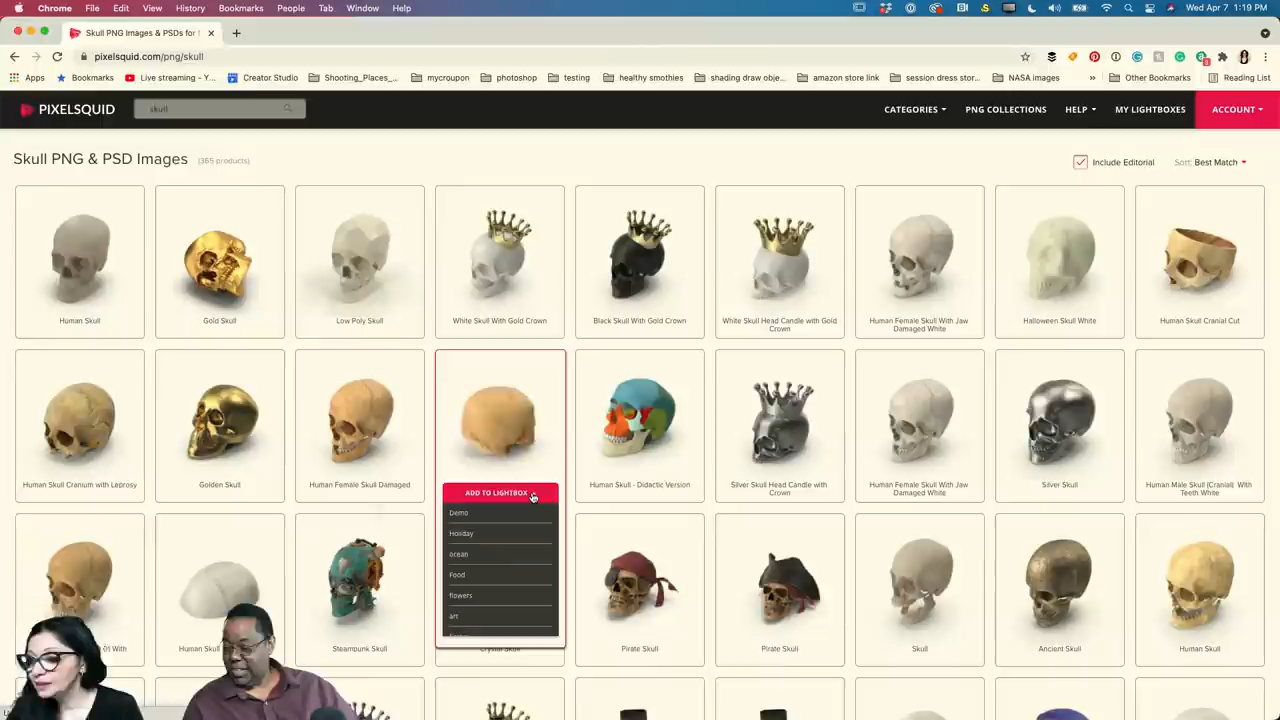 Chrome File Edit View History Bookmarks People Tab Window Help Wed Apr 7 1:19 PM
Skull PNG Images & PSDs for
pixelsquid.com/png/skull
Apps Bookmarks Live streaming - Y... Creator Studio Shooting_Places_... mycroupon photoshop testing healthy smothies shading draw obje... amazon store link session dress stor... NASA images » Other Bookmarks Reading List
PIXELSQUID skull CATEGORIES PNG COLLECTIONS HELP MY LIGHTBOXES ACCOUNT
Skull PNG & PSD Images (365 products) Include Editorial Sort: Best Match
Human Skull Gold Skull Low Poly Skull White Skull With Gold Crown Black Skull With Gold Crown White Skull Head Candle with Gold Crown Human Female Skull With Jaw Damaged White Halloween Skull White Human Skull Cranial Cut
Human Skull Cranium with Leprosy Golden Skull Human Female Skull Damaged Human Skull - Didactic Version Silver Skull Head Candle with Crown Human Female Skull With Jaw Damaged White Silver Skull Human Male Skull (Cranial) With Teeth White
ADD TO LIGHTBOX
Demo
Holiday
ocean
Food
flowers
art
With Human Skull Steampunk Skull Crystal Skull Pirate Skull Pirate Skull Skull Ancient Skull Human Skull